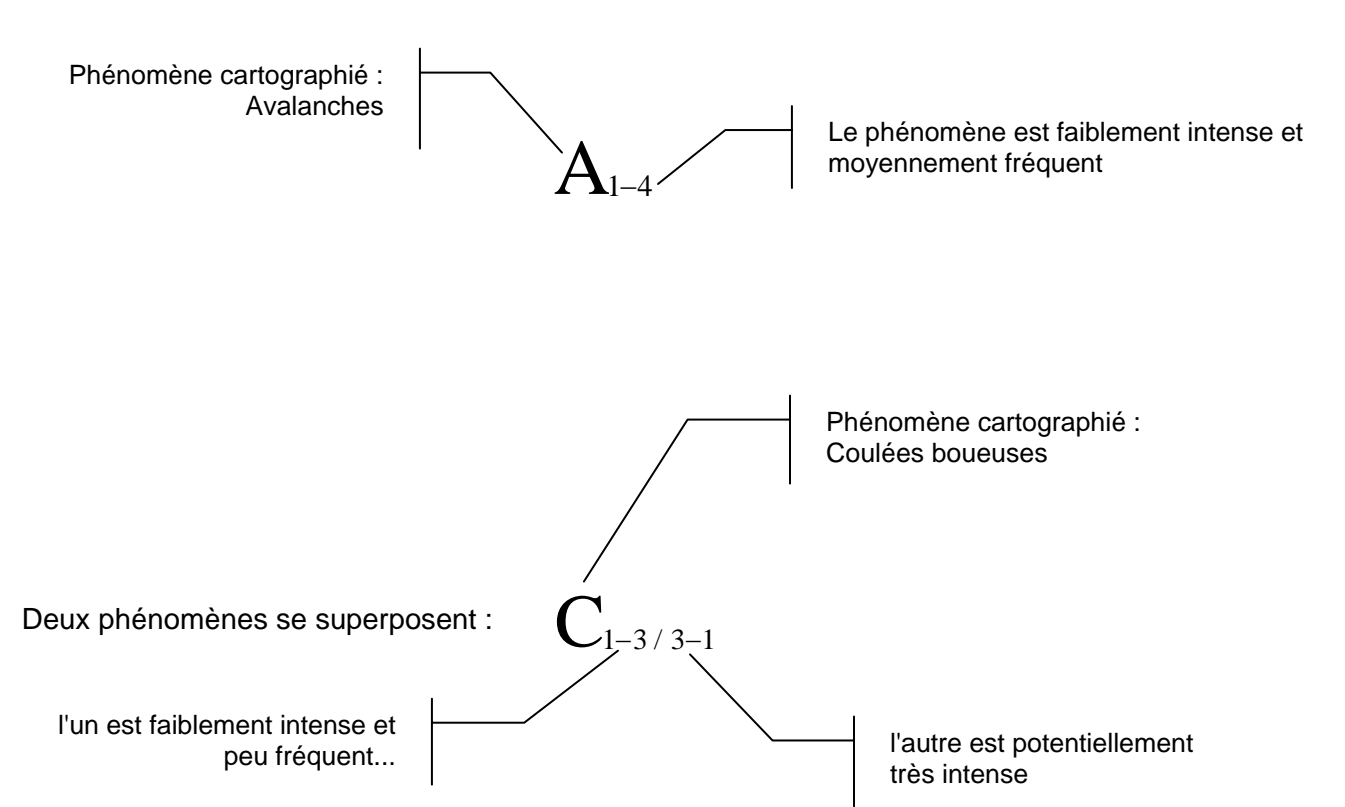 Phénomène cartographié :
Avalanches
A1–4
Le phénomène est faiblement intense et
moyennement fréquent
Phénomène cartographié :
Coulées boueuses
Deux phénomènes se superposent :
C1–3 / 3–1
l'un est faiblement intense et
peu fréquent...
l'autre est potentiellement
très intense